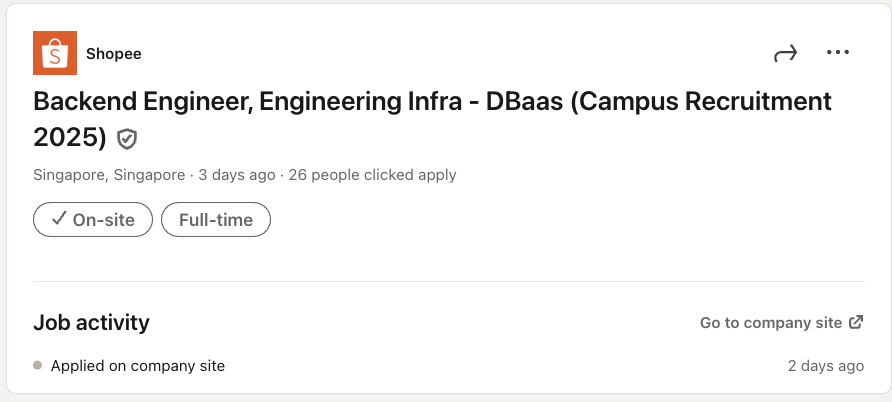 S
Shopee
Backend Engineer, Engineering Infra - DBaas (Campus Recruitment
2025)
Singapore, Singapore · 3 days ago · 26 people clicked apply
On-site
Full-time
Job activity
Go to company site
Applied on company site
2 days ago